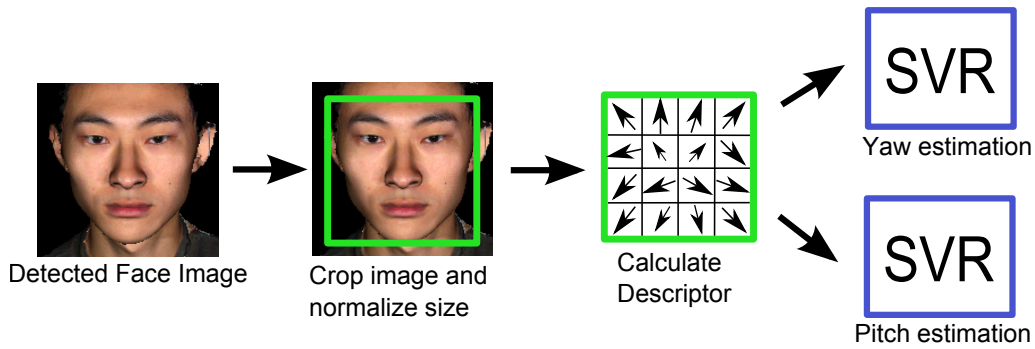 Detected Face Image
Crop image and
normalize size
Calculate
Descriptor
SVR
Yaw estimation
SVR
Pitch estimation